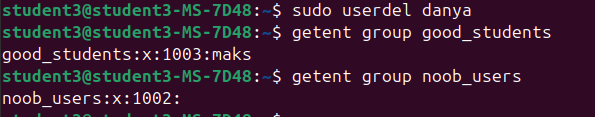 student3@student3-MS-7D48:~$ sudo userdel danya
student3@student3-MS-7D48:~$ getent group good_students
good_students:x:1003:maks
student3@student3-MS-7D48:~$ getent group noob_users
noob_users:x:1002: